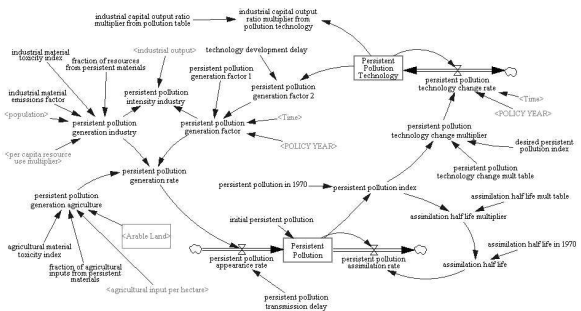 industrial capital output ratio
multiplier from pollution table
industrial capital output
ratio multiplier from
pollution technology
industrial material
toxicity index
fraction of resources
from persistent materials
<industrial output>
technology development delay
Persistent
Pollution
Technology
persistent pollution
generation factor 1
persistent pollution
generation factor 2
persistent pollution
technology change rate
industrial material
emissions factor
persistent pollution
intensity industry
<Time>
<POLICY YEAR>
<population>
persistent pollution
generation industry
persistent pollution
generation factor
<Time>
<POLICY YEAR>
persistent pollution
technology change multiplier
desired persistent
pollution index
<per capita resource
use multiplier>
persistent pollution
generation rate
persistent pollution
technology change mult table
persistent pollution in 1970
persistent pollution index
persistent pollution
generation agriculture
assimilation half life mult table
assimilation half life multiplier
initial persistent pollution
<Arable Land>
agricultural material
toxicity index
persistent pollution
appearance rate
Persistent
Pollution
persistent pollution
assimilation rate
assimilation half life in 1970
assimilation half life
fraction of agricultural
inputs from persistent
materials
<agricultural input per hectare>
persistent pollution
transmission delay